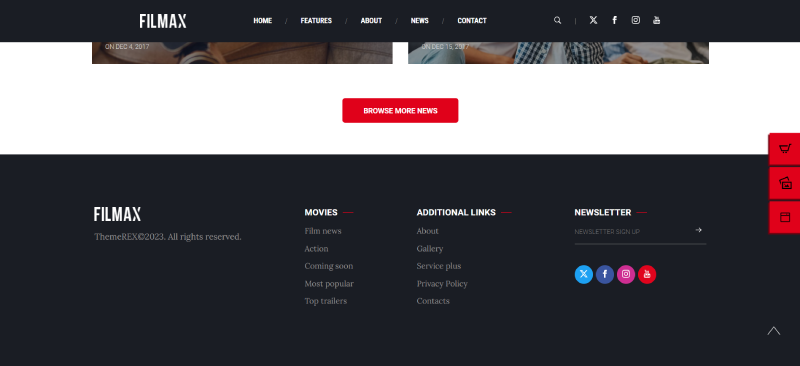 FILMAX
HOME / FEATURES / ABOUT / NEWS / CONTACT
ON DEC 4, 2017
ON DEC 15, 2017
BROWSE MORE NEWS
FILMAX
ThemeREX©2023. All rights reserved.
MOVIES
Film news
Action
Coming soon
Most popular
Top trailers
ADDITIONAL LINKS
About
Gallery
Service plus
Privacy Policy
Contacts
NEWSLETTER
NEWSLETTER SIGN UP